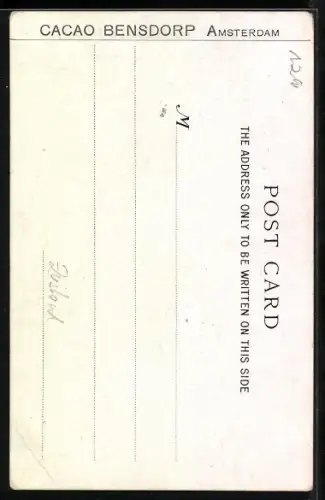 CACAO BENSDORP AMSTERDAM
POST CARD
THE ADDRESS ONLY TO BE WRITTEN ON THIS SIDE
M